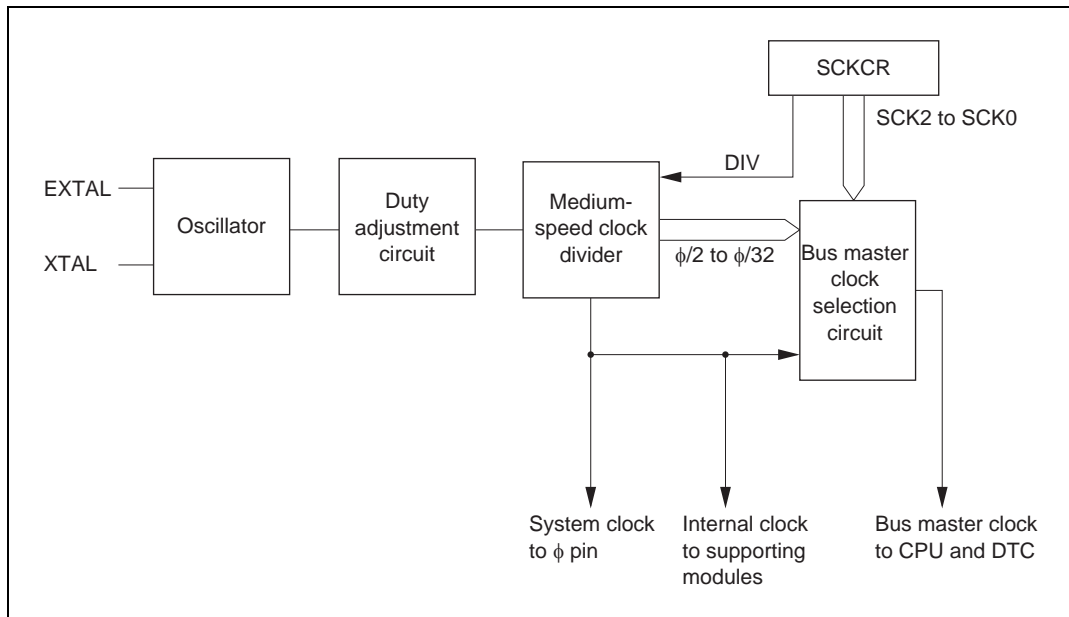 SCKCR
SCK2 to SCK0
DIV
EXTAL
XTAL
Oscillator
Duty
adjustment
circuit
Medium-
speed clock
divider
ϕ/2 to ϕ/32
Bus master
clock
selection
circuit
System clock
to ϕ pin
Internal clock
to supporting
modules
Bus master clock
to CPU and DTC